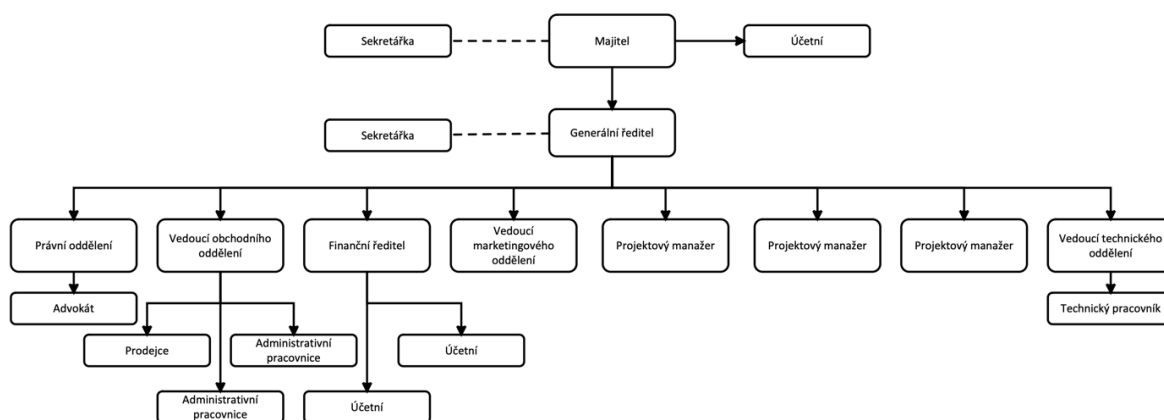 Sekretářka
Majitel
Účetní
Sekretářka
Generální ředitel
Právní oddělení
Vedoucí obchodního
oddělení
Finanční ředitel
Vedoucí
marketingového
oddělení
Projektový manažer
Projektový manažer
Projektový manažer
Vedoucí technického
oddělení
Advokát
Technický pracovník
Prodejce
Administrativní
pracovnice
Účetní
Administrativní
pracovnice
Účetní